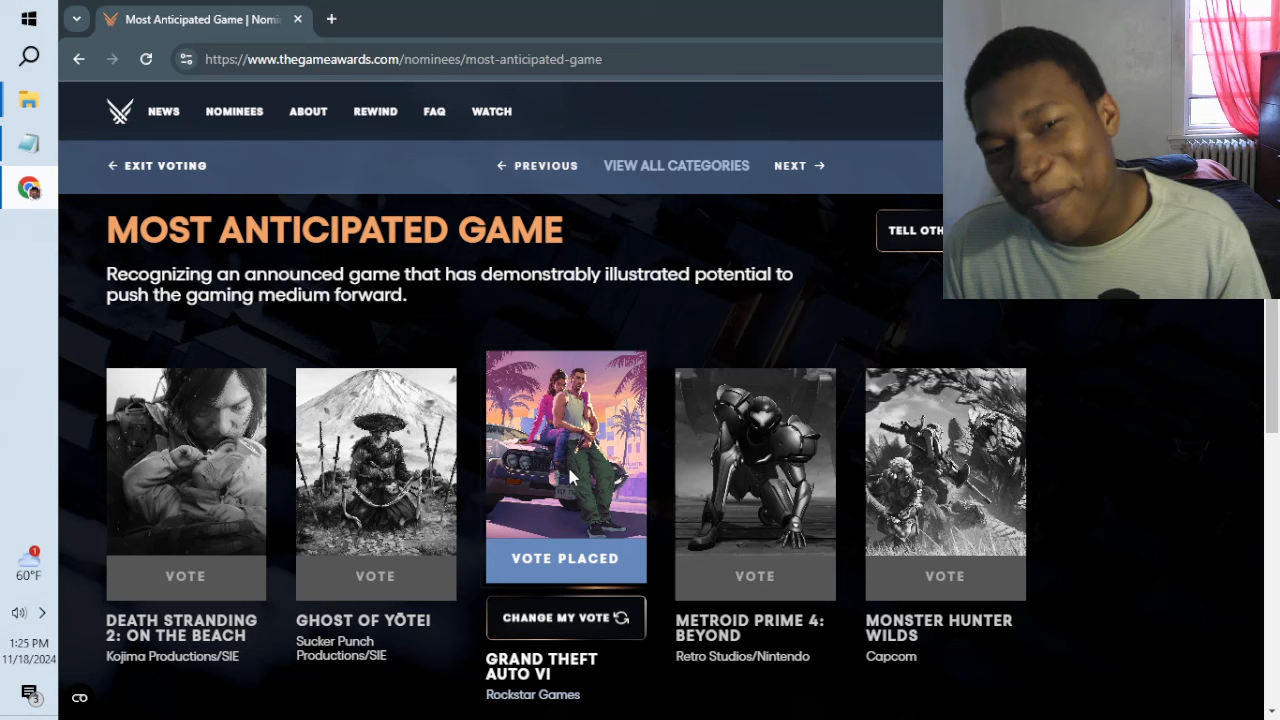 Most Anticipated Game | Nomi
https://www.thegameawards.com/nominees/most-anticipated-game
NEWS NOMINEES ABOUT REWIND FAQ WATCH
← EXIT VOTING ← PREVIOUS VIEW ALL CATEGORIES NEXT →
MOST ANTICIPATED GAME
TELL OTH
Recognizing an announced game that has demonstrably illustrated potential to
push the gaming medium forward.
VOTE
DEATH STRANDING
2: ON THE BEACH
Kojima Productions/SIE
VOTE
GHOST OF YŌTEI
Sucker Punch
Productions/SIE
VOTE PLACED
CHANGE MY VOTE
GRAND THEFT
AUTO VI
Rockstar Games
VOTE
METROID PRIME 4:
BEYOND
Retro Studios/Nintendo
VOTE
MONSTER HUNTER
WILDS
Capcom
1
60°F
1:25 PM
11/18/2024
3